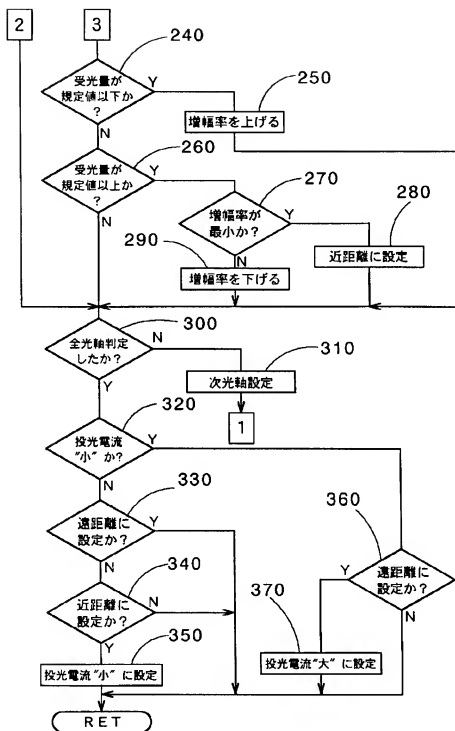 2
3
240
受光量が
規定値以下か
?
Y
N
250
増幅率を上げる
260
受光量が
規定値以上か
?
Y
N
270
増幅率が
最小か?
Y
N
280
近距離に設定
290
増幅率を下げる
300
全光軸判定
したか?
N
Y
310
次光軸設定
1
320
投光電流
"小"か?
Y
N
330
遠距離に
設定か?
Y
N
340
近距離に
設定か?
N
Y
350
投光電流"小"に設定
360
遠距離に
設定か?
Y
N
370
投光電流"大"に設定
RET